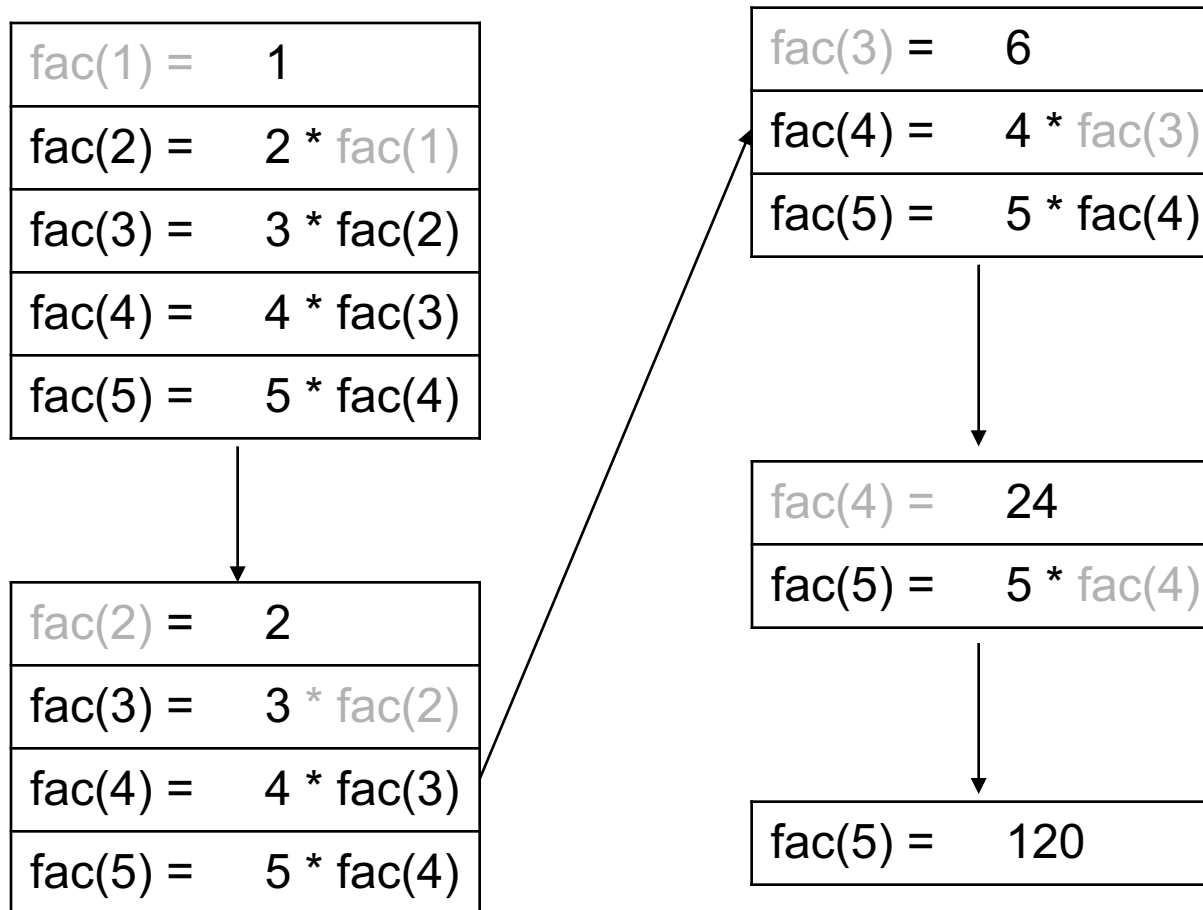 fac(1) = 1
fac(2) = 2 * fac(1)
fac(3) = 3 * fac(2)
fac(4) = 4 * fac(3)
fac(5) = 5 * fac(4)
fac(2) = 2
fac(3) = 3 * fac(2)
fac(4) = 4 * fac(3)
fac(5) = 5 * fac(4)
fac(3) = 6
fac(4) = 4 * fac(3)
fac(5) = 5 * fac(4)
fac(4) = 24
fac(5) = 5 * fac(4)
fac(5) = 120